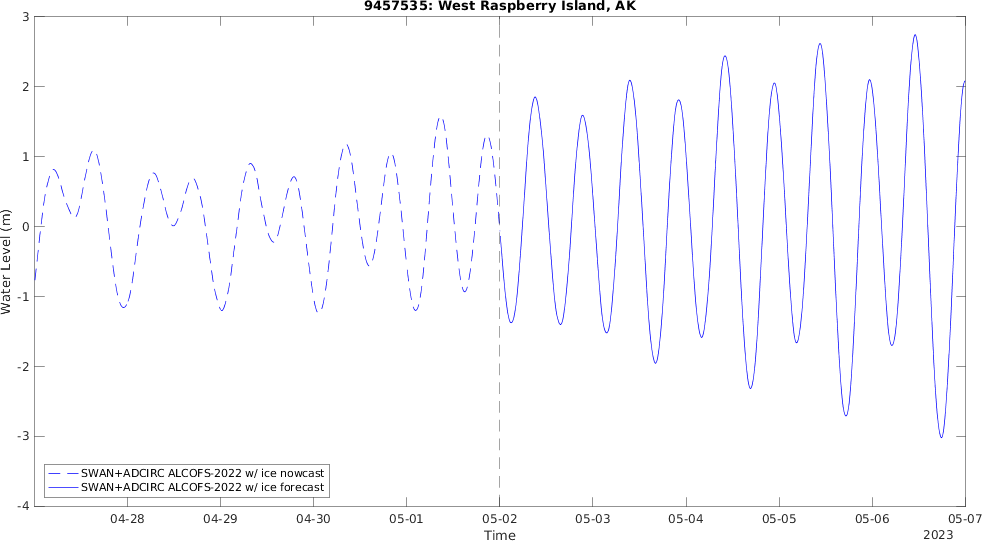 9457535: West Raspberry Island, AK
3
2
1
0
-1
-2
-3
-4
Water Level (m)
SWAN+ADCIRC ALCOFS-2022 w/ ice nowcast
SWAN+ADCIRC ALCOFS-2022 w/ ice forecast
04-28 04-29 04-30 05-01 05-02 05-03 05-04 05-05 05-06 05-07
Time
2023